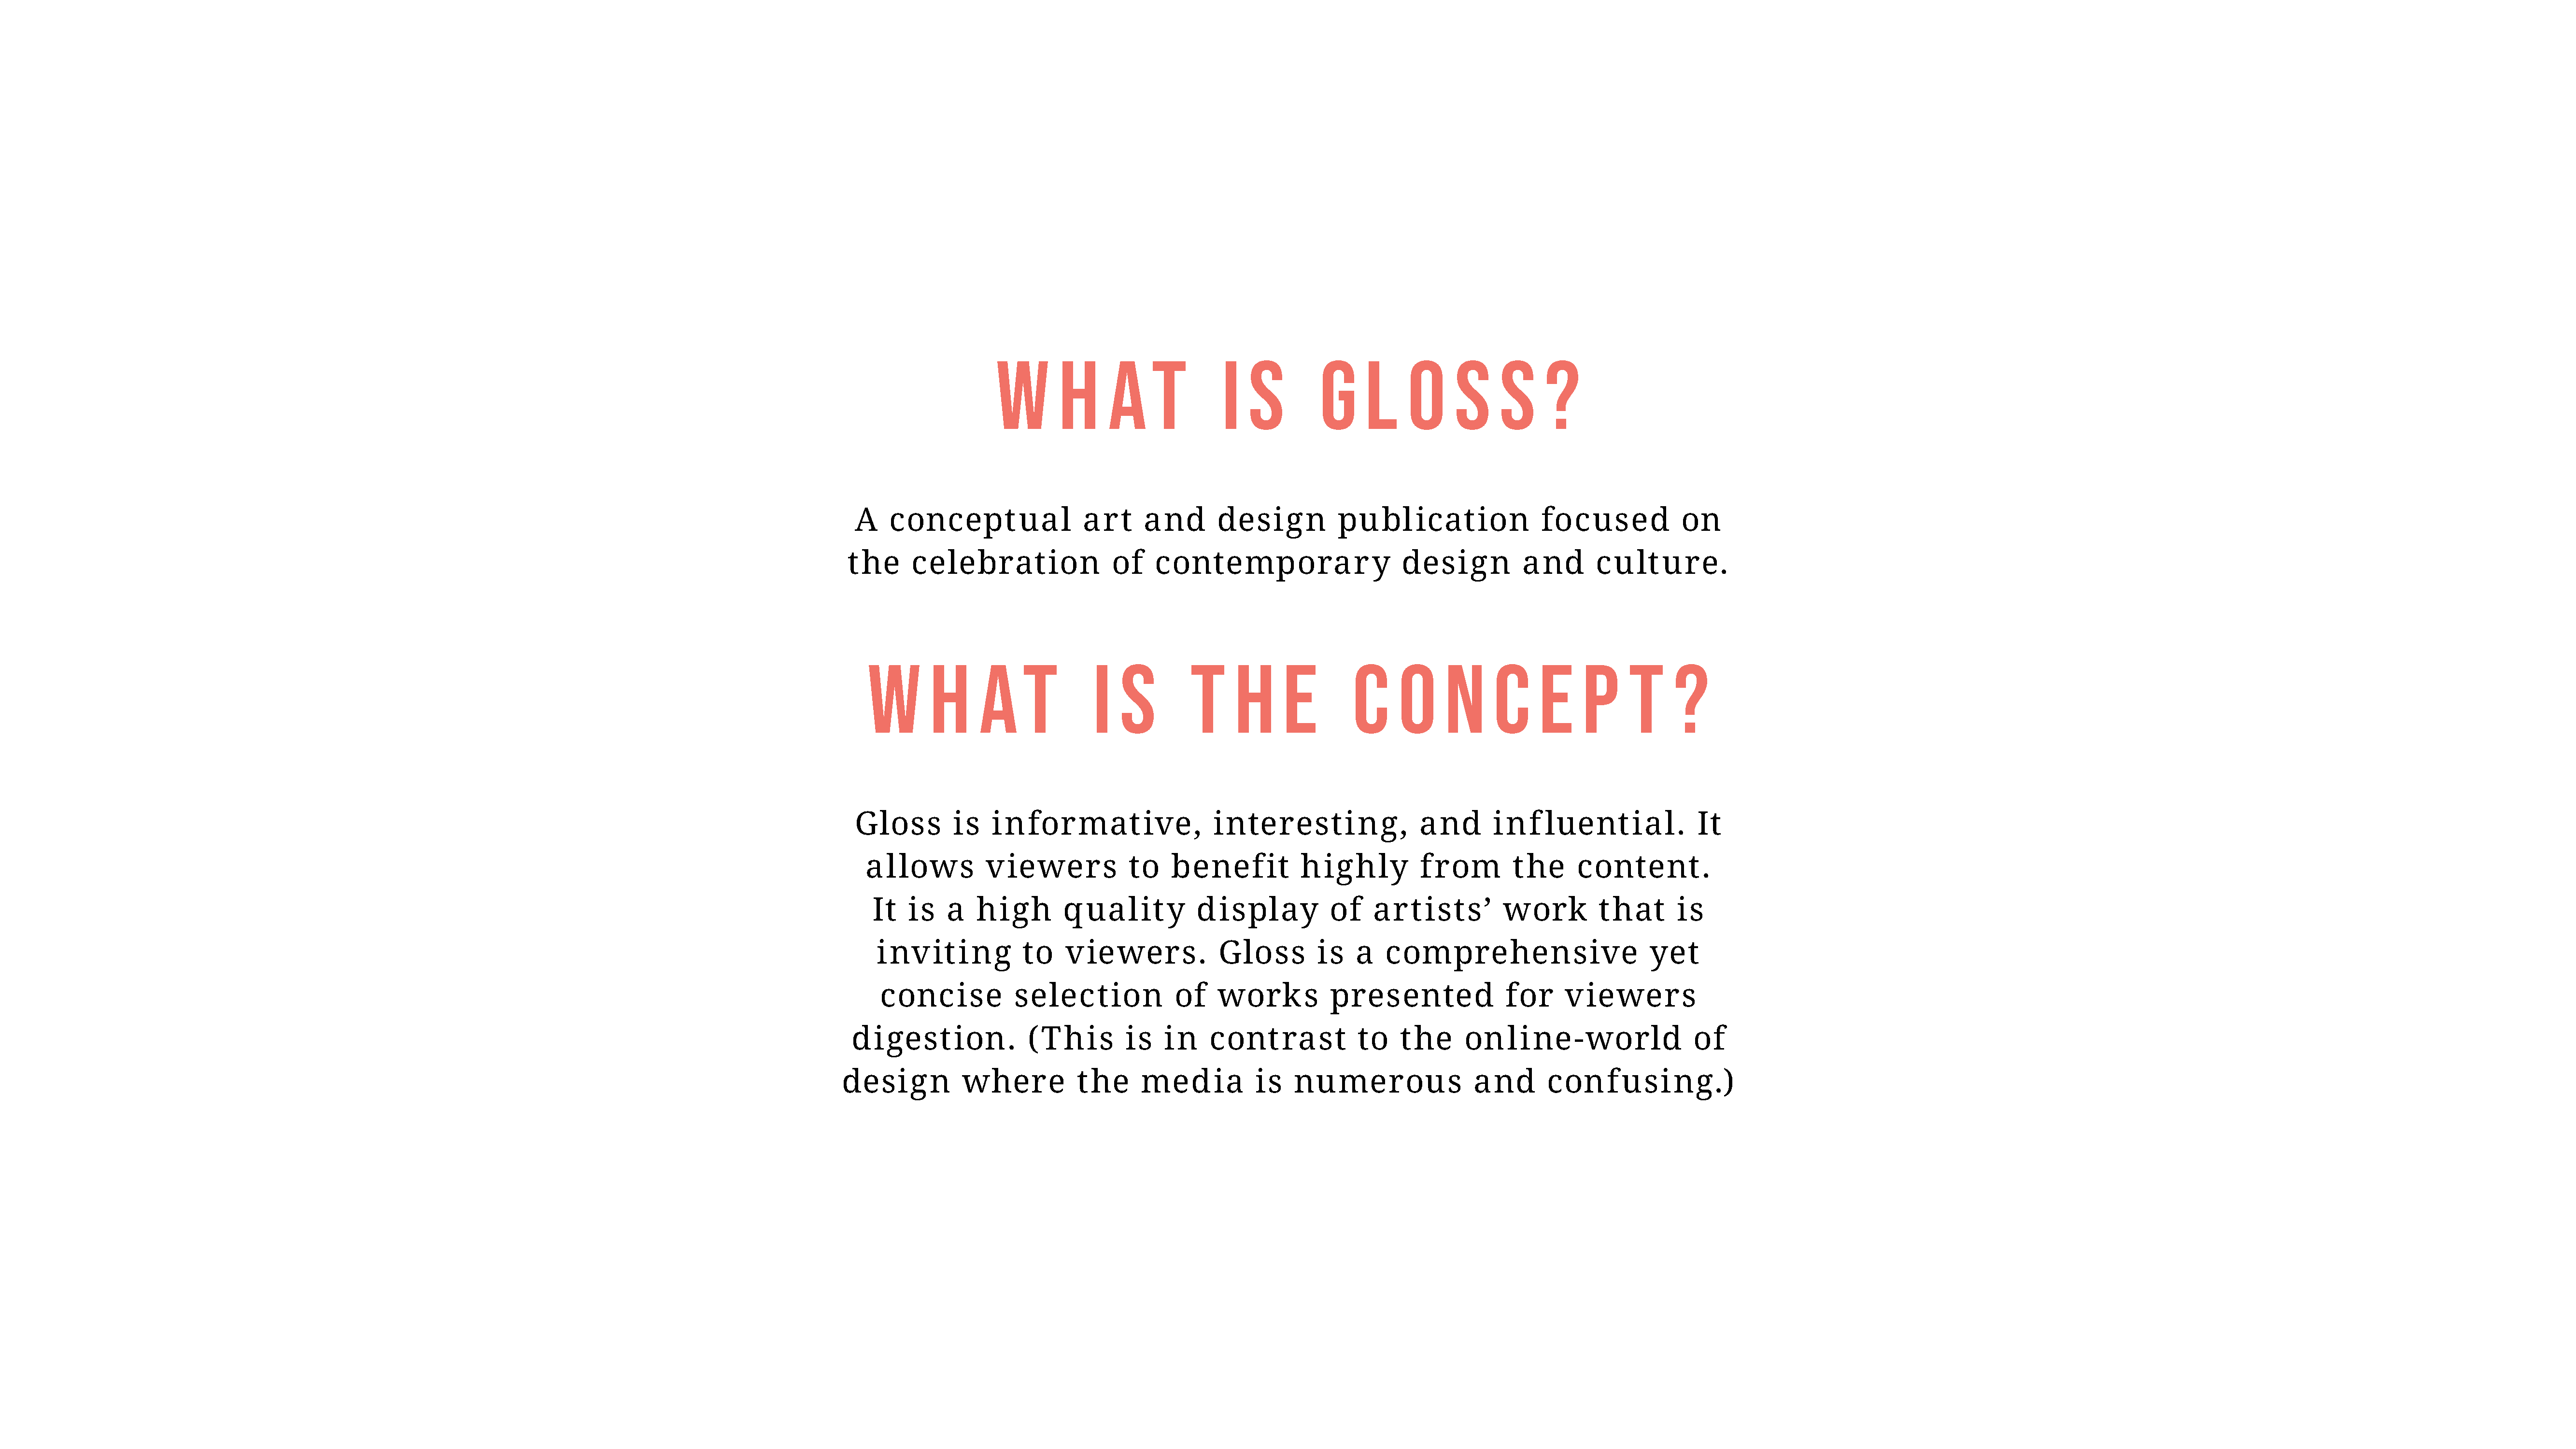 WHAT IS GLOSS?
A conceptual art and design publication focused on
the celebration of contemporary design and culture.
WHAT IS THE CONCEPT?
Gloss is informative, interesting, and influential. It
allows viewers to benefit highly from the content.
It is a high quality display of artists’ work that is
inviting to viewers. Gloss is a comprehensive yet
concise selection of works presented for viewers
digestion. (This is in contrast to the online-world of
design where the media is numerous and confusing.)